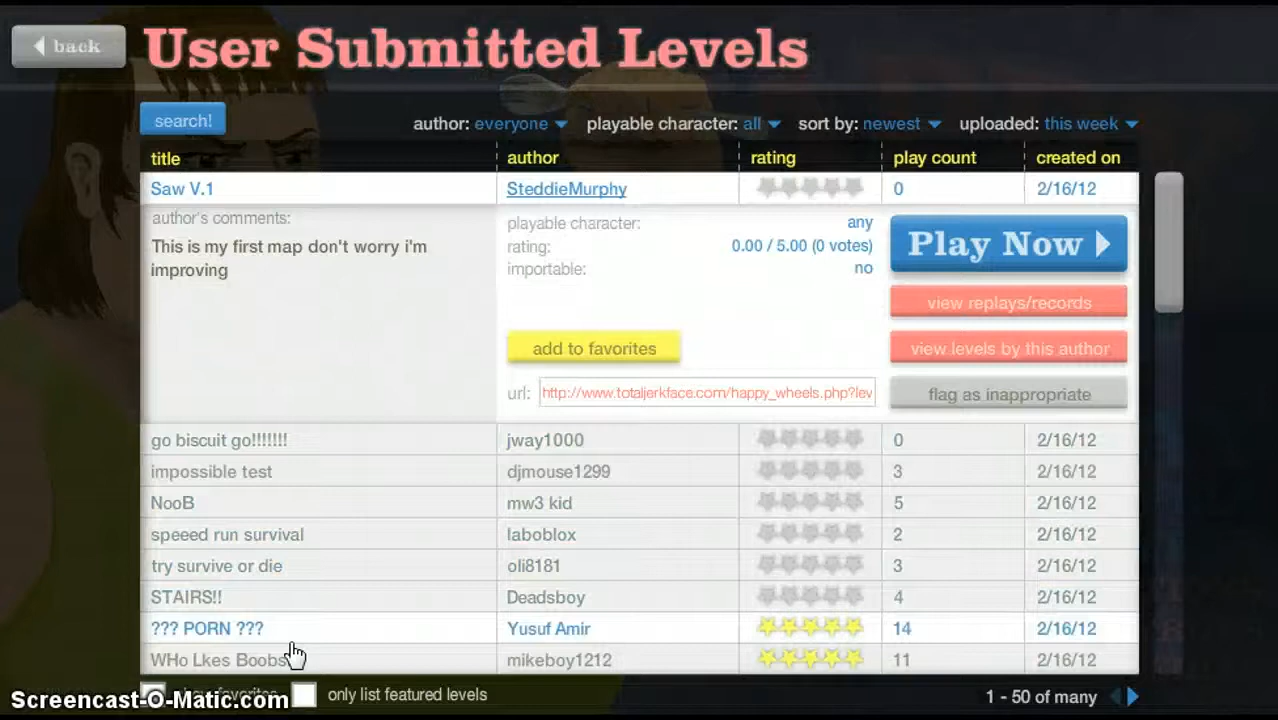 back
User Submitted Levels
search! author: everyone playable character: all sort by: newest uploaded: this week
title author rating play count created on
Saw V.1 SteddieMurphy 0 2/16/12
author's comments: playable character: any
This is my first map don't worry i'm
improving
rating: 0.00 / 5.00 (0 votes)
importable: no
Play Now
view replays/records
add to favorites
view levels by this author
url: http://www.totaljerkface.com/happy_wheels.php?lev
flag as inappropriate
go biscuit go!!!!!!! jway1000 0 2/16/12
impossible test djmouse1299 3 2/16/12
NooB mw3 kid 5 2/16/12
speeed run survival laboblox 2 2/16/12
try survive or die oli8181 3 2/16/12
STAIRS!! Deadsboy 4 2/16/12
??? PORN ??? Yusuf Amir 14 2/16/12
WHo Lkes Boobs mikeboy1212 11 2/16/12
only list featured levels 1 - 50 of many
Screencast-O-Matic.com